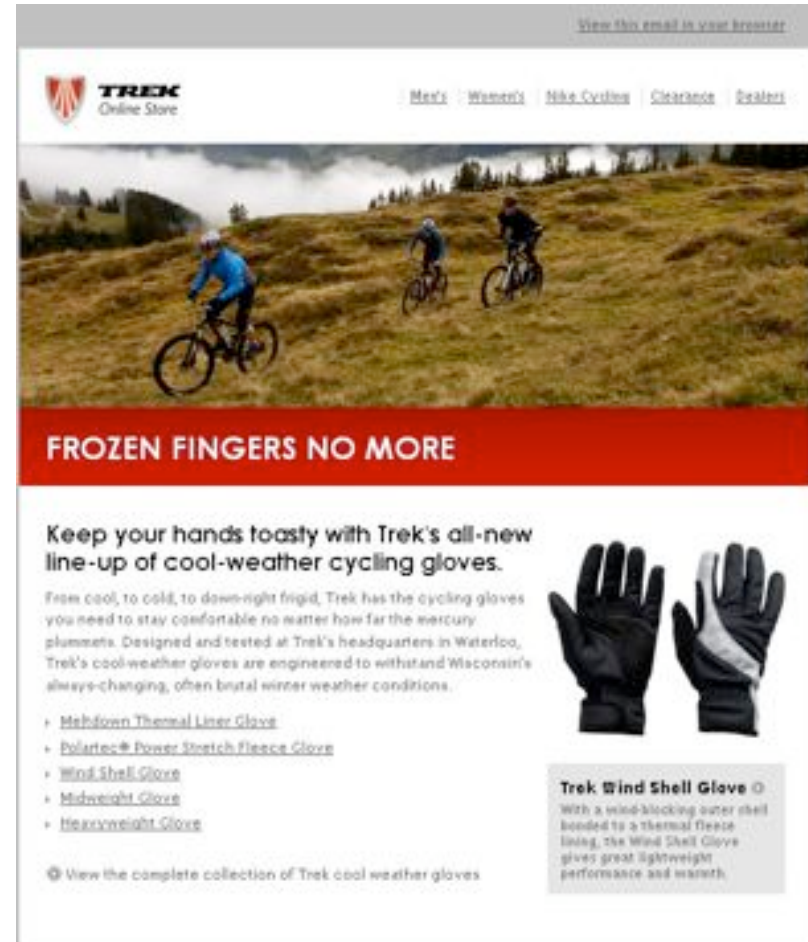 View this email in your browser
TREK
Online Store
Men's Women's Nike Cycling Clearance Dealers
FROZEN FINGERS NO MORE
Keep your hands toasty with Trek's all-new
line-up of cool-weather cycling gloves.
From cool, to cold, to down-right frigid, Trek has the cycling gloves
you need to stay comfortable no matter how far the mercury
plummets. Designed and tested at Trek's headquarters in Waterloo,
Trek's cool-weather gloves are engineered to withstand Wisconsin's
always-changing, often brutal winter weather conditions.
Meltdown Thermal Liner Glove
Polartec® Power Stretch Fleece Glove
Wind Shell Glove
Midweight Glove
Heavyweight Glove
View the complete collection of Trek cool weather gloves
Trek Wind Shell Glove
With a wind-blocking outer shell
bonded to a thermal fleece
lining, the Wind Shell Glove
gives great lightweight
performance and warmth.